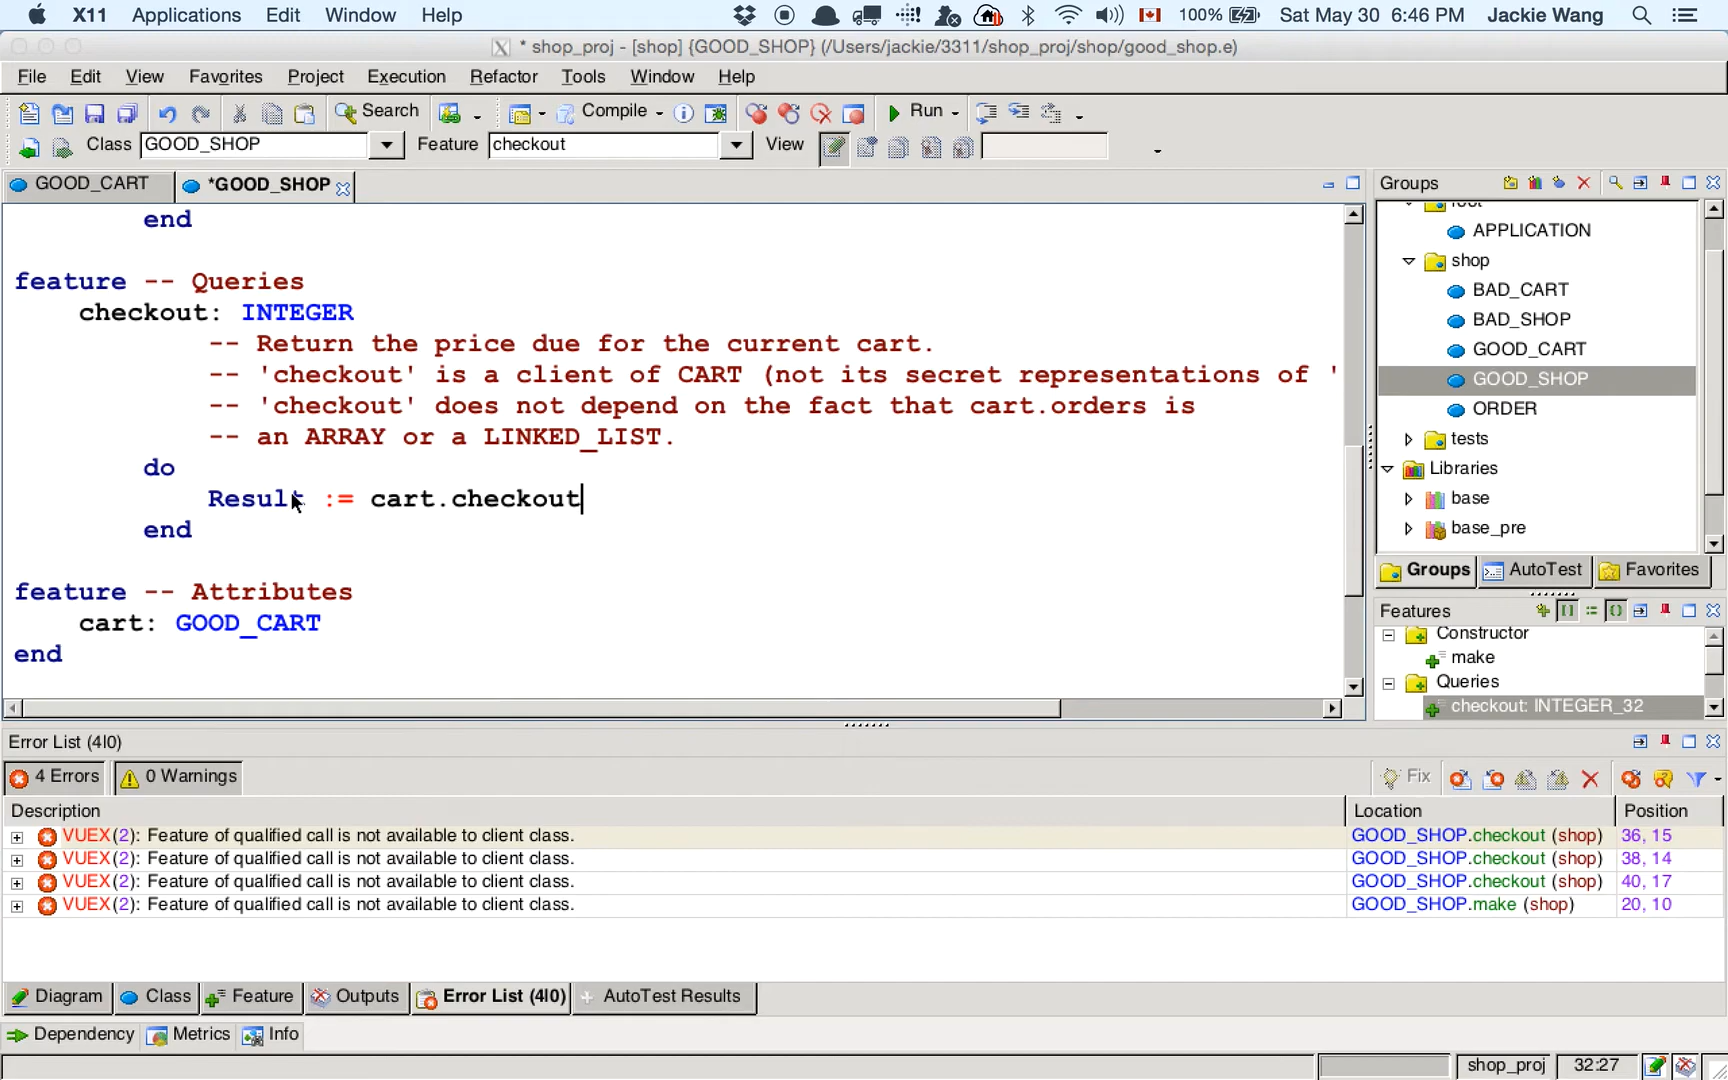 X11 Applications Edit Window Help 100% Sat May 30 6:46 PM Jackie Wang
* shop_proj - [shop] {GOOD_SHOP} (/Users/jackie/3311/shop_proj/shop/good_shop.e)
File Edit View Favorites Project Execution Refactor Tools Window Help
Search Compile Run
Class GOOD_SHOP Feature checkout View
GOOD_CART *GOOD_SHOP
end
feature -- Queries
checkout: INTEGER
-- Return the price due for the current cart.
-- 'checkout' is a client of CART (not its secret representations of '
-- 'checkout' does not depend on the fact that cart.orders is
-- an ARRAY or a LINKED_LIST.
do
Result := cart.checkout
end
feature -- Attributes
cart: GOOD_CART
end
Groups
APPLICATION
shop
BAD_CART
BAD_SHOP
GOOD_CART
GOOD_SHOP
ORDER
tests
Libraries
base
base_pre
Groups AutoTest Favorites
Features
Constructor
make
Queries
checkout: INTEGER_32
Error List (4|0)
4 Errors 0 Warnings Fix
Description Location Position
VUEX(2): Feature of qualified call is not available to client class. GOOD_SHOP.checkout (shop) 36, 15
VUEX(2): Feature of qualified call is not available to client class. GOOD_SHOP.checkout (shop) 38, 14
VUEX(2): Feature of qualified call is not available to client class. GOOD_SHOP.checkout (shop) 40, 17
VUEX(2): Feature of qualified call is not available to client class. GOOD_SHOP.make (shop) 20, 10
Diagram Class Feature Outputs Error List (4|0) AutoTest Results
Dependency Metrics Info
shop_proj 32:27